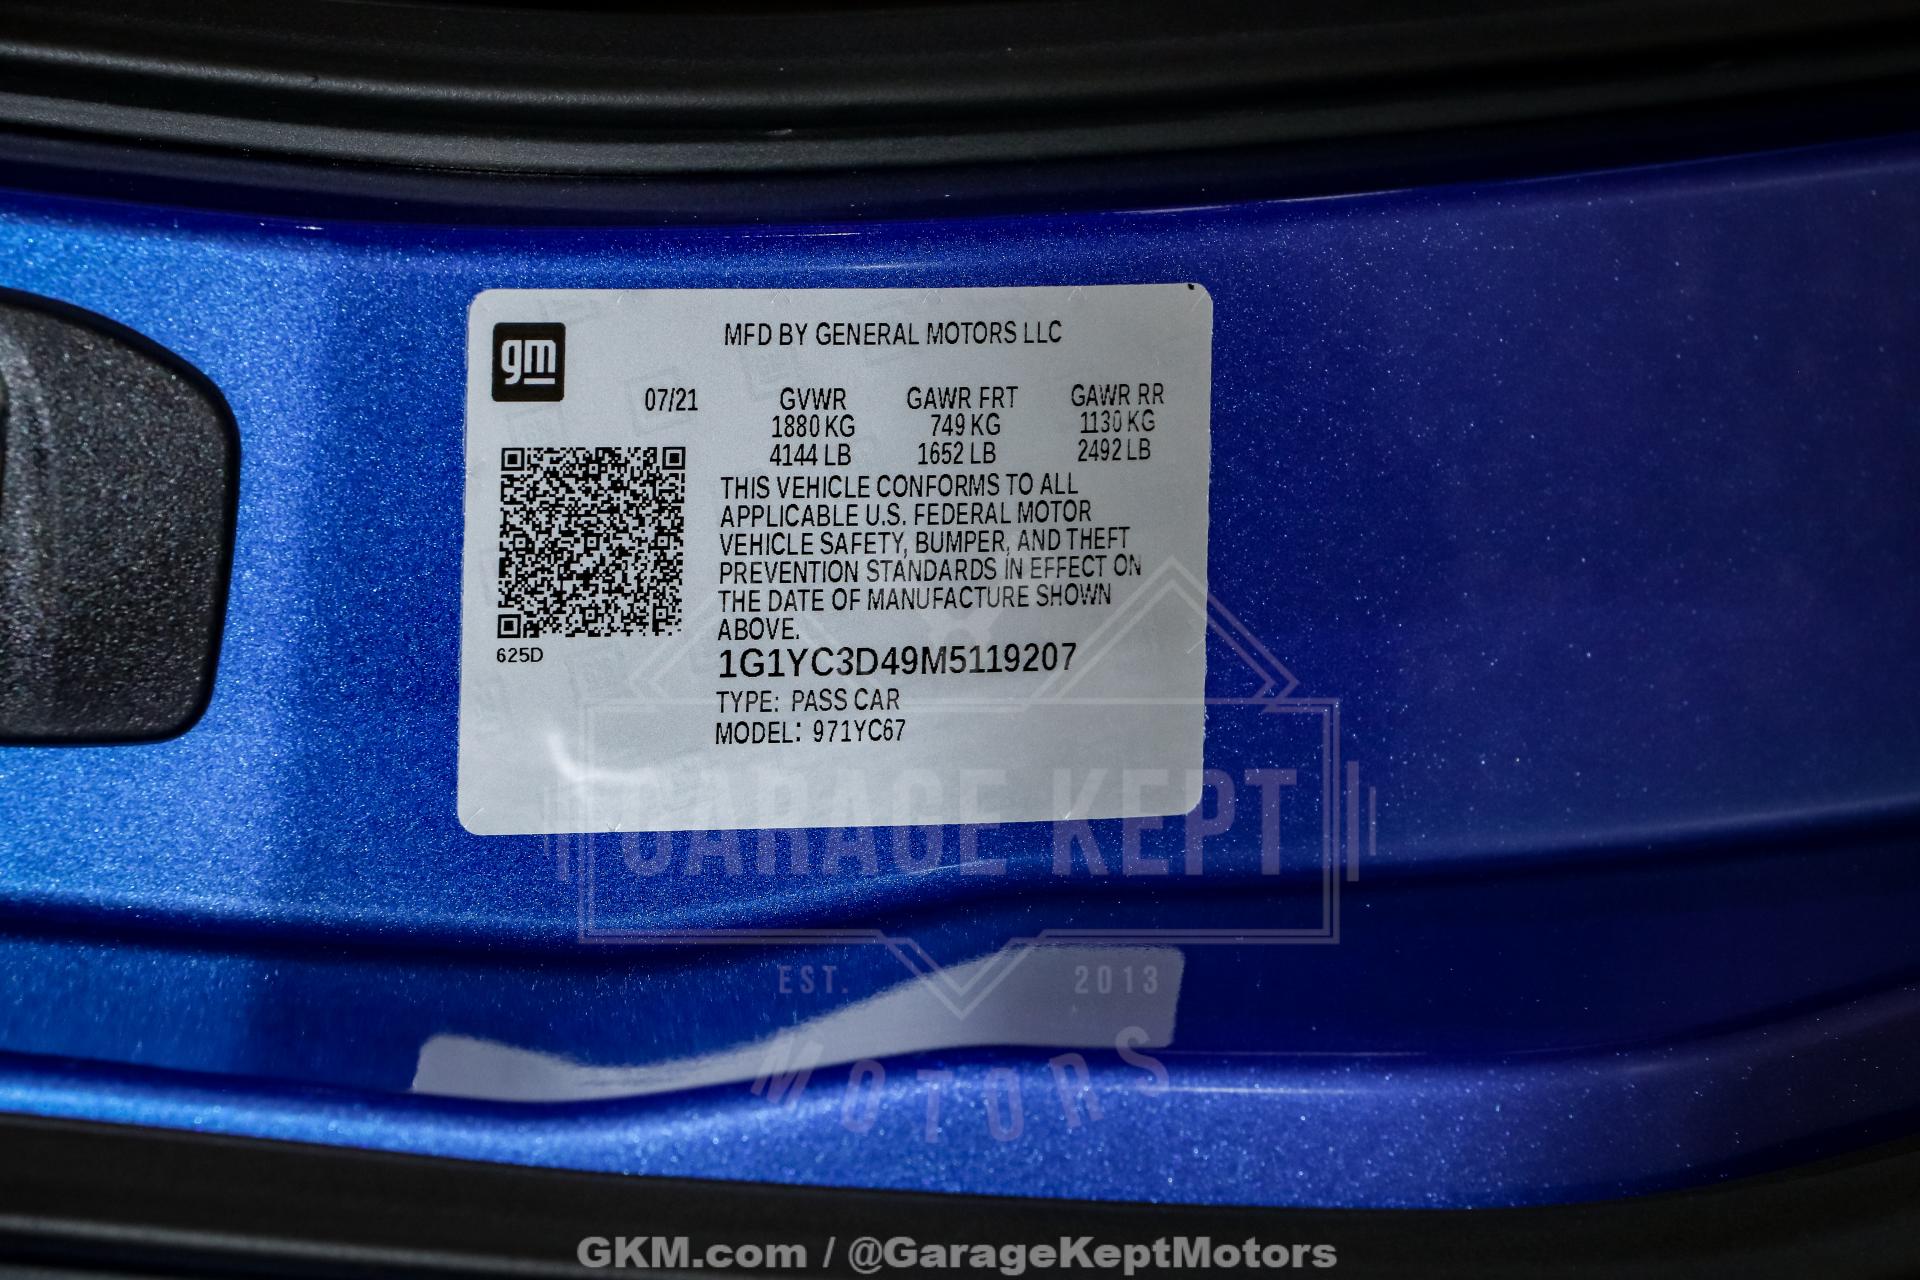 gm
MFD BY GENERAL MOTORS LLC
07/21 GVWR GAWR FRT GAWR RR
1880 KG 749 KG 1130 KG
4144 LB 1652 LB 2492 LB
THIS VEHICLE CONFORMS TO ALL
APPLICABLE U.S. FEDERAL MOTOR
VEHICLE SAFETY, BUMPER, AND THEFT
PREVENTION STANDARDS IN EFFECT ON
THE DATE OF MANUFACTURE SHOWN
ABOVE.
625D
1G1YC3D49M5119207
TYPE: PASS CAR
MODEL: 971YC67
GARAGE KEPT
EST. 2013
MOTORS
GKM.com / @GarageKeptMotors